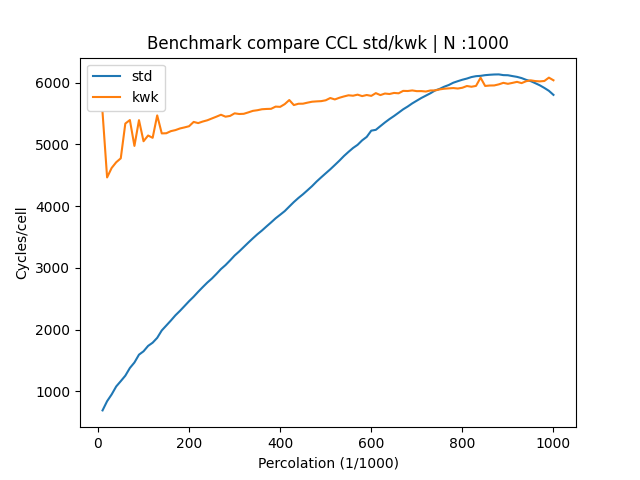 Benchmark compare CCL std/kwk | N :1000
std
kwk
6000
5000
4000
3000
2000
1000
Cycles/cell
0 200 400 600 800 1000
Percolation (1/1000)